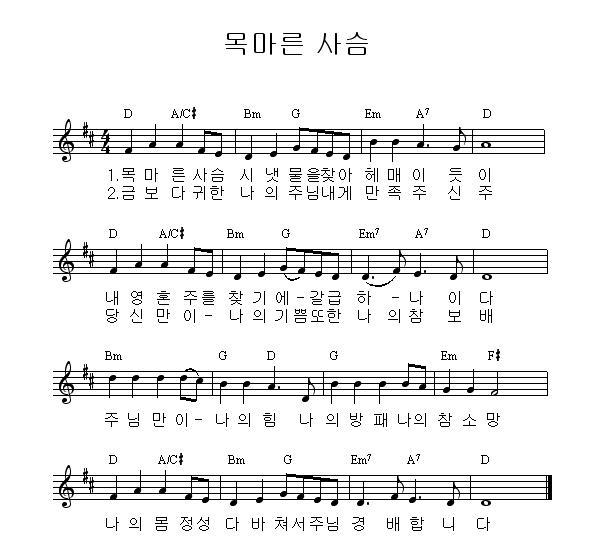 목마른 사슴
D A/C# Bm G Em A7 D
1.목 마 른 사슴 시 냇 물을찾아 헤 매 이 듯 이
2.금 보 다 귀한 나 의 주님내게 만 족 주 신 주
D A/C# Bm G Em7 A7 D
내 영 혼 주를 찾 기 에-갈급 하 -나 이 다
당 신 만 이- 나 의 기 쁨또한 나 의 참 보 배
Bm G D G Em F#
주 님 만 이- 나 의 힘 나 의 방 패 나의 참 소 망
D A/C# Bm G Em7 A7 D
나 의 몸 정성 다 바 쳐서주님 경 배합 니 다